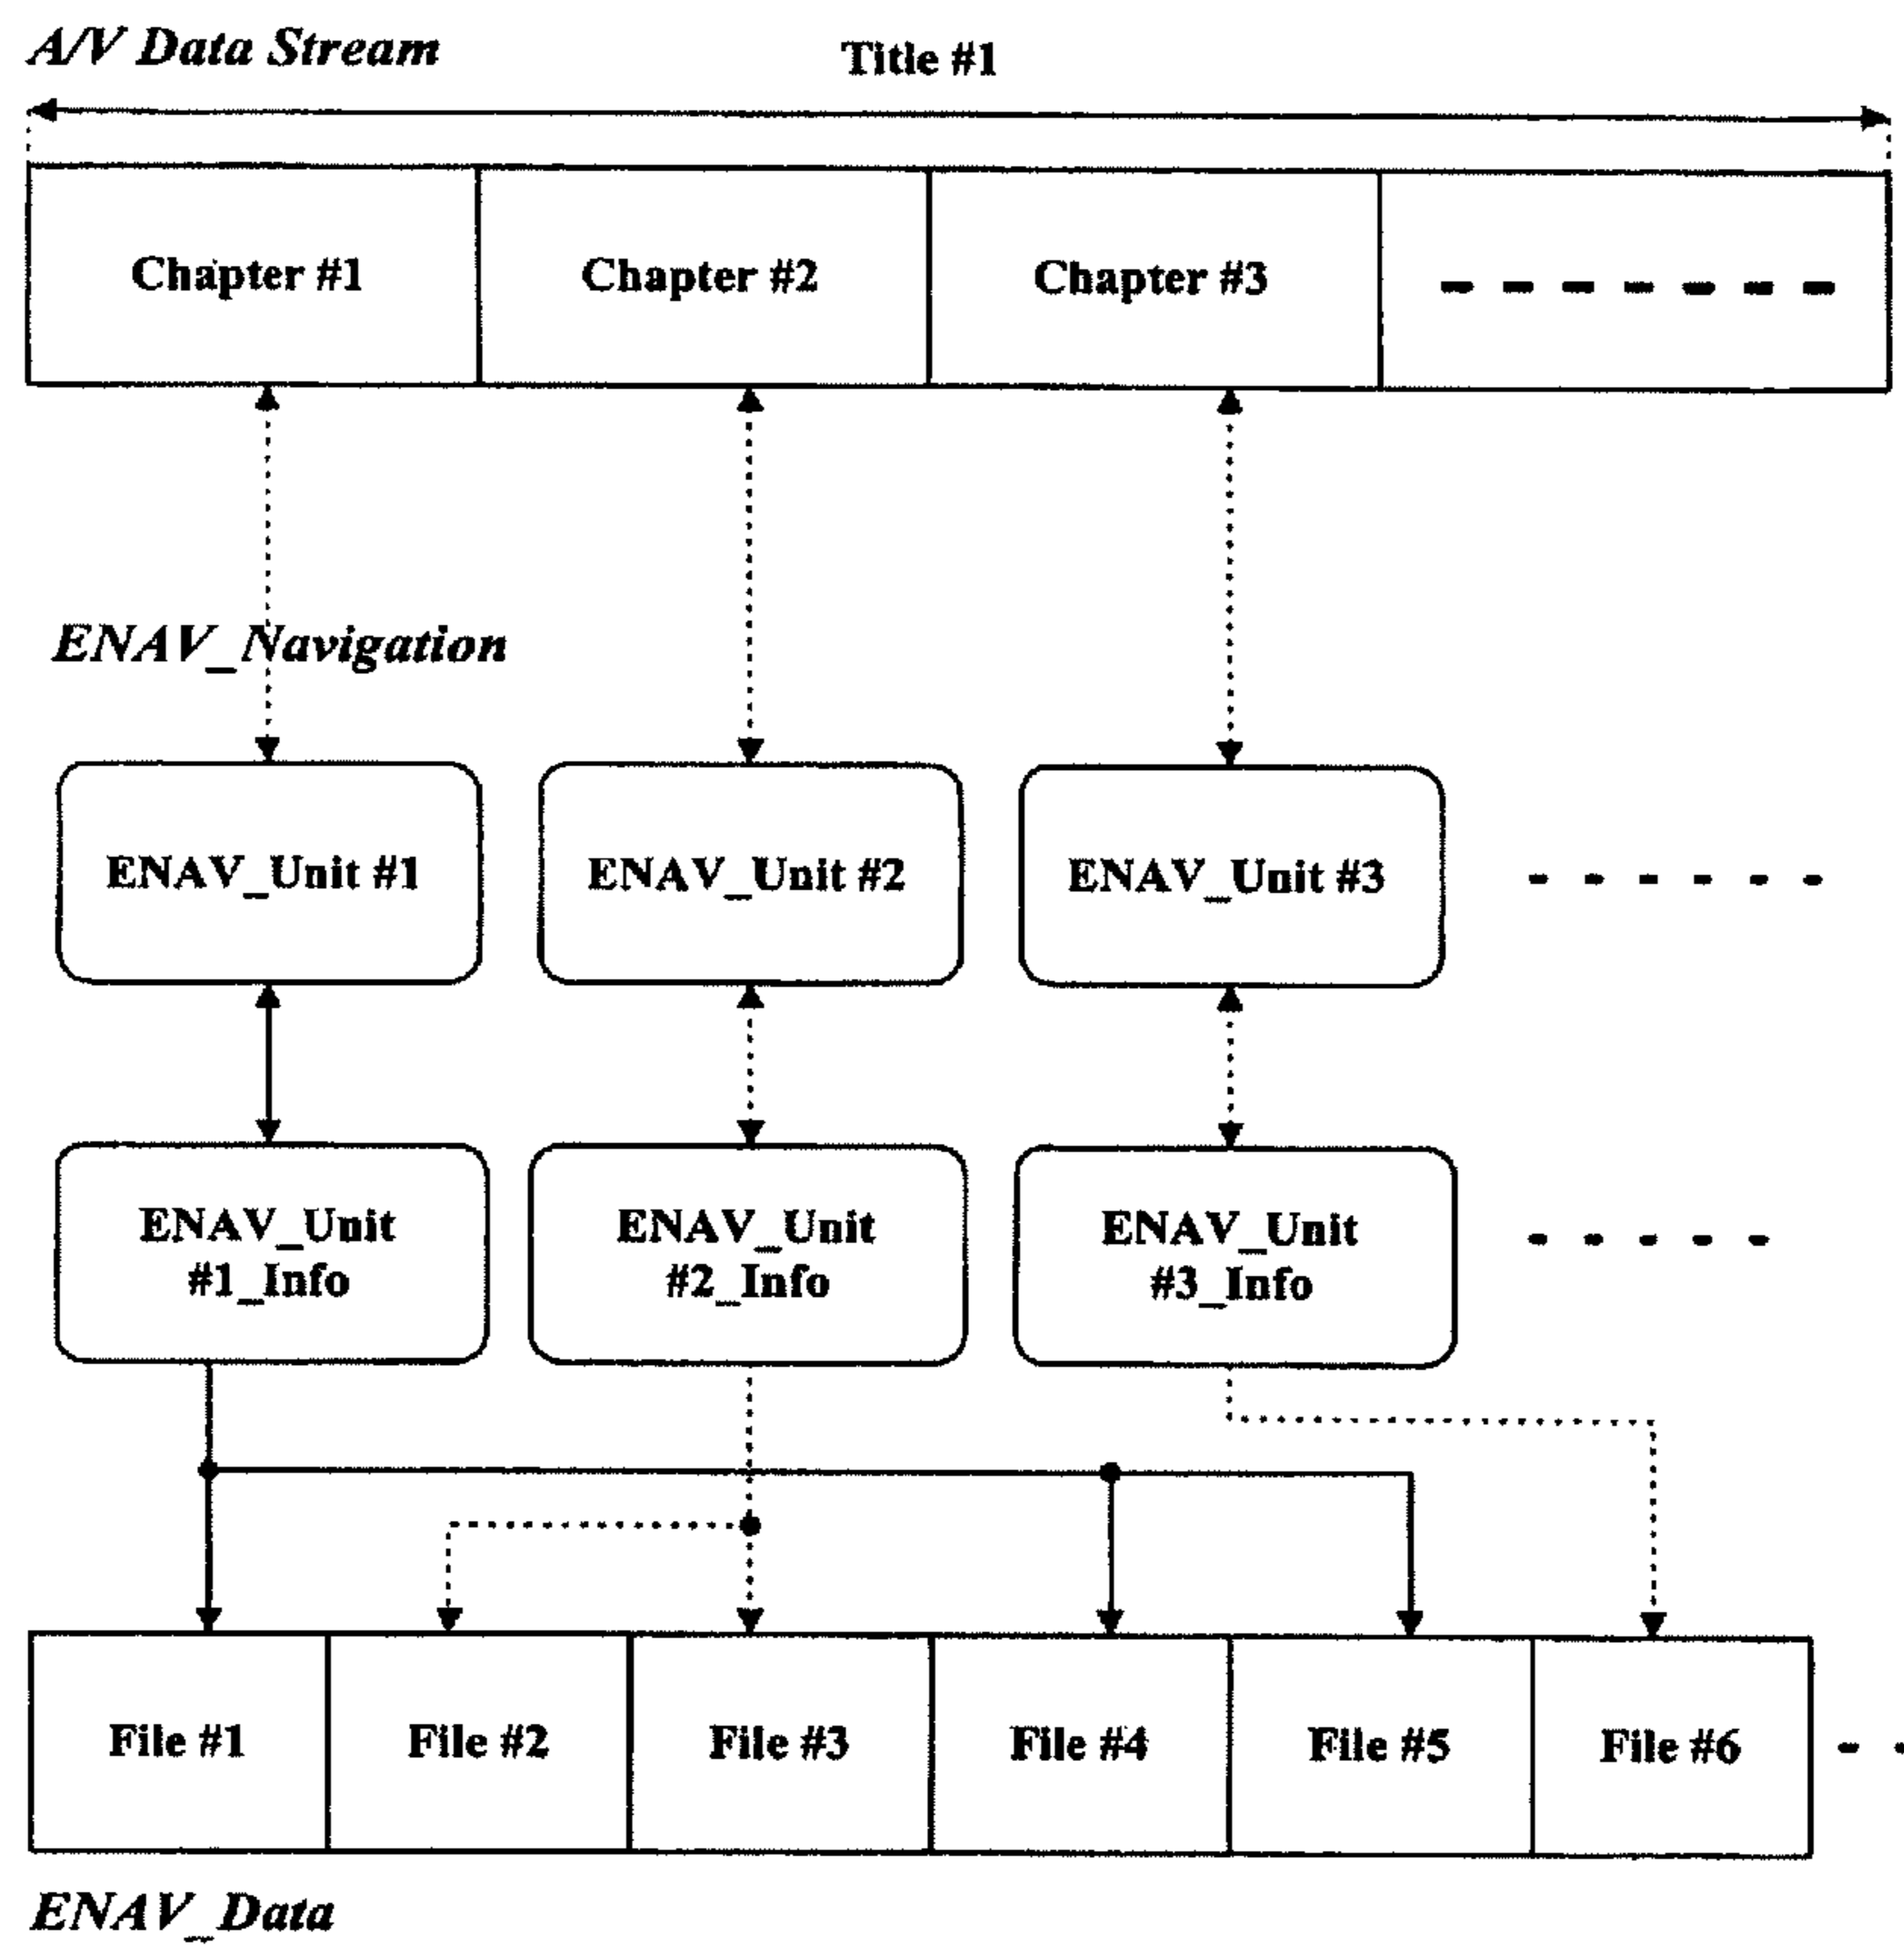 A/V Data Stream
Title #1
Chapter #1
Chapter #2
Chapter #3
ENAV_Navigation
ENAV_Unit #1
ENAV_Unit #2
ENAV_Unit #3
ENAV_Unit
#1_Info
ENAV_Unit
#2_Info
ENAV_Unit
#3_Info
File #1
File #2
File #3
File #4
File #5
File #6
ENAV_Data